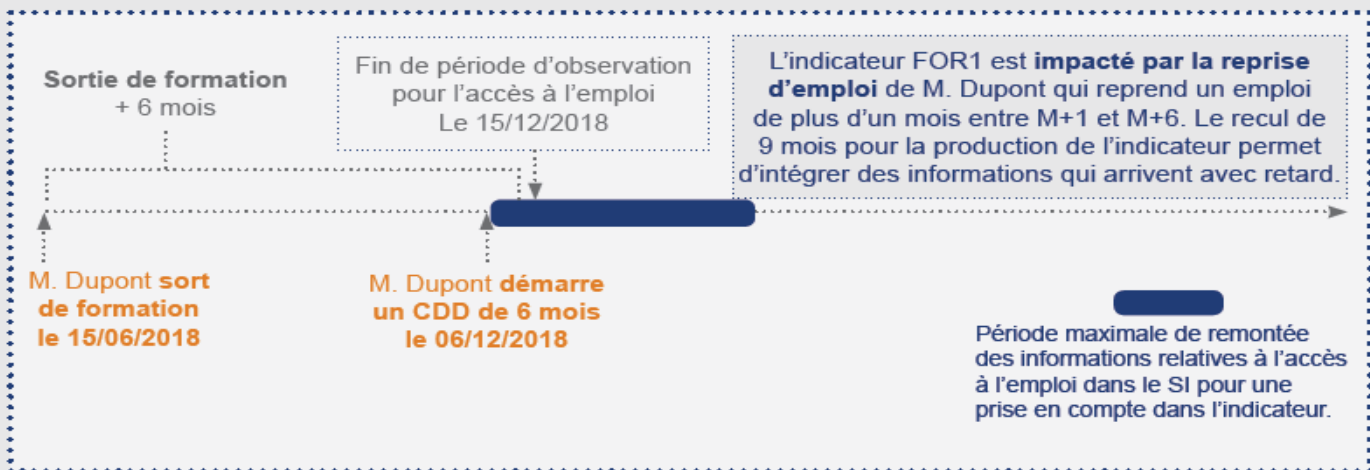 Sortie de formation
+ 6 mois
Fin de période d'observation
pour l'accès à l'emploi
Le 15/12/2018
L'indicateur FOR1 est impacté par la reprise
d'emploi de M. Dupont qui reprend un emploi
de plus d'un mois entre M+1 et M+6. Le recul de
9 mois pour la production de l'indicateur permet
d'intégrer des informations qui arrivent avec retard.
M. Dupont sort
de formation
le 15/06/2018
M. Dupont démarre
un CDD de 6 mois
le 06/12/2018
Période maximale de remontée
des informations relatives à l'accès
à l'emploi dans le SI pour une
prise en compte dans l'indicateur.